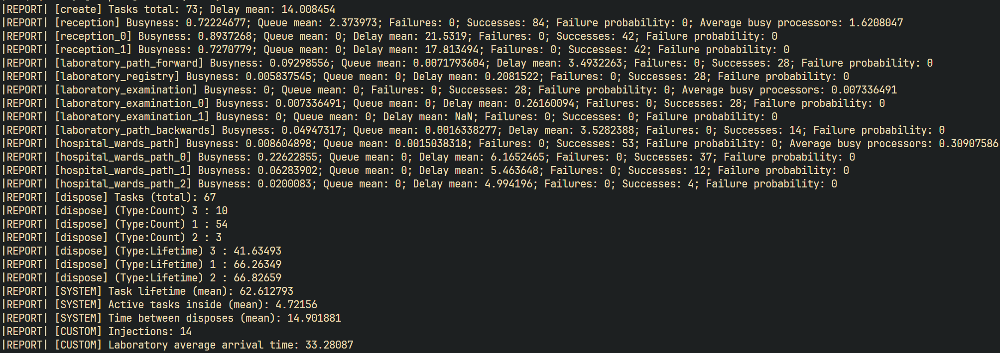 |REPORT| [create] Tasks total: 73; Delay mean: 14.008454
|REPORT| [reception] Busyness: 0.72224677; Queue mean: 2.373973; Failures: 0; Successes: 84; Failure probability: 0; Average busy processors: 1.6208047
|REPORT| [reception_0] Busyness: 0.8937268; Queue mean: 0; Delay mean: 21.5319; Failures: 0; Successes: 42; Failure probability: 0
|REPORT| [reception_1] Busyness: 0.7270779; Queue mean: 0; Delay mean: 17.813494; Failures: 0; Successes: 42; Failure probability: 0
|REPORT| [laboratory_path_forward] Busyness: 0.09298556; Queue mean: 0.0071793604; Delay mean: 3.4932263; Failures: 0; Successes: 28; Failure probability: 0
|REPORT| [laboratory_registry] Busyness: 0.005837545; Queue mean: 0; Delay mean: 0.2081522; Failures: 0; Successes: 28; Failure probability: 0
|REPORT| [laboratory_examination] Busyness: 0; Queue mean: 0; Failures: 0; Successes: 28; Failure probability: 0; Average busy processors: 0.007336491
|REPORT| [laboratory_examination_0] Busyness: 0.007336491; Queue mean: 0; Delay mean: 0.26160094; Failures: 0; Successes: 28; Failure probability: 0
|REPORT| [laboratory_examination_1] Busyness: 0; Queue mean: 0; Delay mean: NaN; Failures: 0; Successes: 0; Failure probability: 0
|REPORT| [laboratory_path_backwards] Busyness: 0.04947317; Queue mean: 0.0016338277; Delay mean: 3.5282388; Failures: 0; Successes: 14; Failure probability: 0
|REPORT| [hospital_wards_path] Busyness: 0.008604898; Queue mean: 0.0015038318; Failures: 0; Successes: 53; Failure probability: 0; Average busy processors: 0.30907586
|REPORT| [hospital_wards_path_0] Busyness: 0.22622855; Queue mean: 0; Delay mean: 6.1652465; Failures: 0; Successes: 37; Failure probability: 0
|REPORT| [hospital_wards_path_1] Busyness: 0.06283902; Queue mean: 0; Delay mean: 5.463648; Failures: 0; Successes: 12; Failure probability: 0
|REPORT| [hospital_wards_path_2] Busyness: 0.0200083; Queue mean: 0; Delay mean: 4.994196; Failures: 0; Successes: 4; Failure probability: 0
|REPORT| [dispose] Tasks (total): 67
|REPORT| [dispose] (Type:Count) 3 : 10
|REPORT| [dispose] (Type:Count) 1 : 54
|REPORT| [dispose] (Type:Count) 2 : 3
|REPORT| [dispose] (Type:Lifetime) 3 : 41.63493
|REPORT| [dispose] (Type:Lifetime) 1 : 66.26349
|REPORT| [dispose] (Type:Lifetime) 2 : 66.82659
|REPORT| [SYSTEM] Task lifetime (mean): 62.612793
|REPORT| [SYSTEM] Active tasks inside (mean): 4.72156
|REPORT| [SYSTEM] Time between disposes (mean): 14.901881
|REPORT| [CUSTOM] Injections: 14
|REPORT| [CUSTOM] Laboratory average arrival time: 33.28087